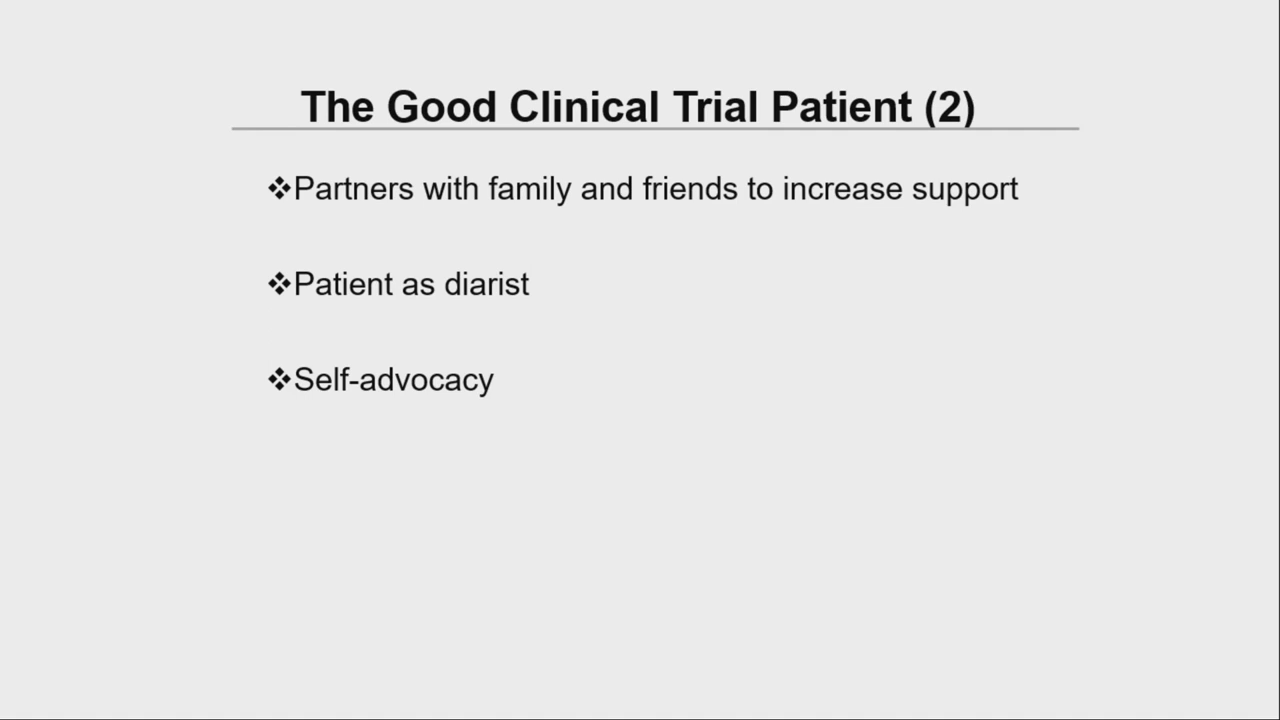 The Good Clinical Trial Patient (2)
❖Partners with family and friends to increase support
❖Patient as diarist
❖Self-advocacy